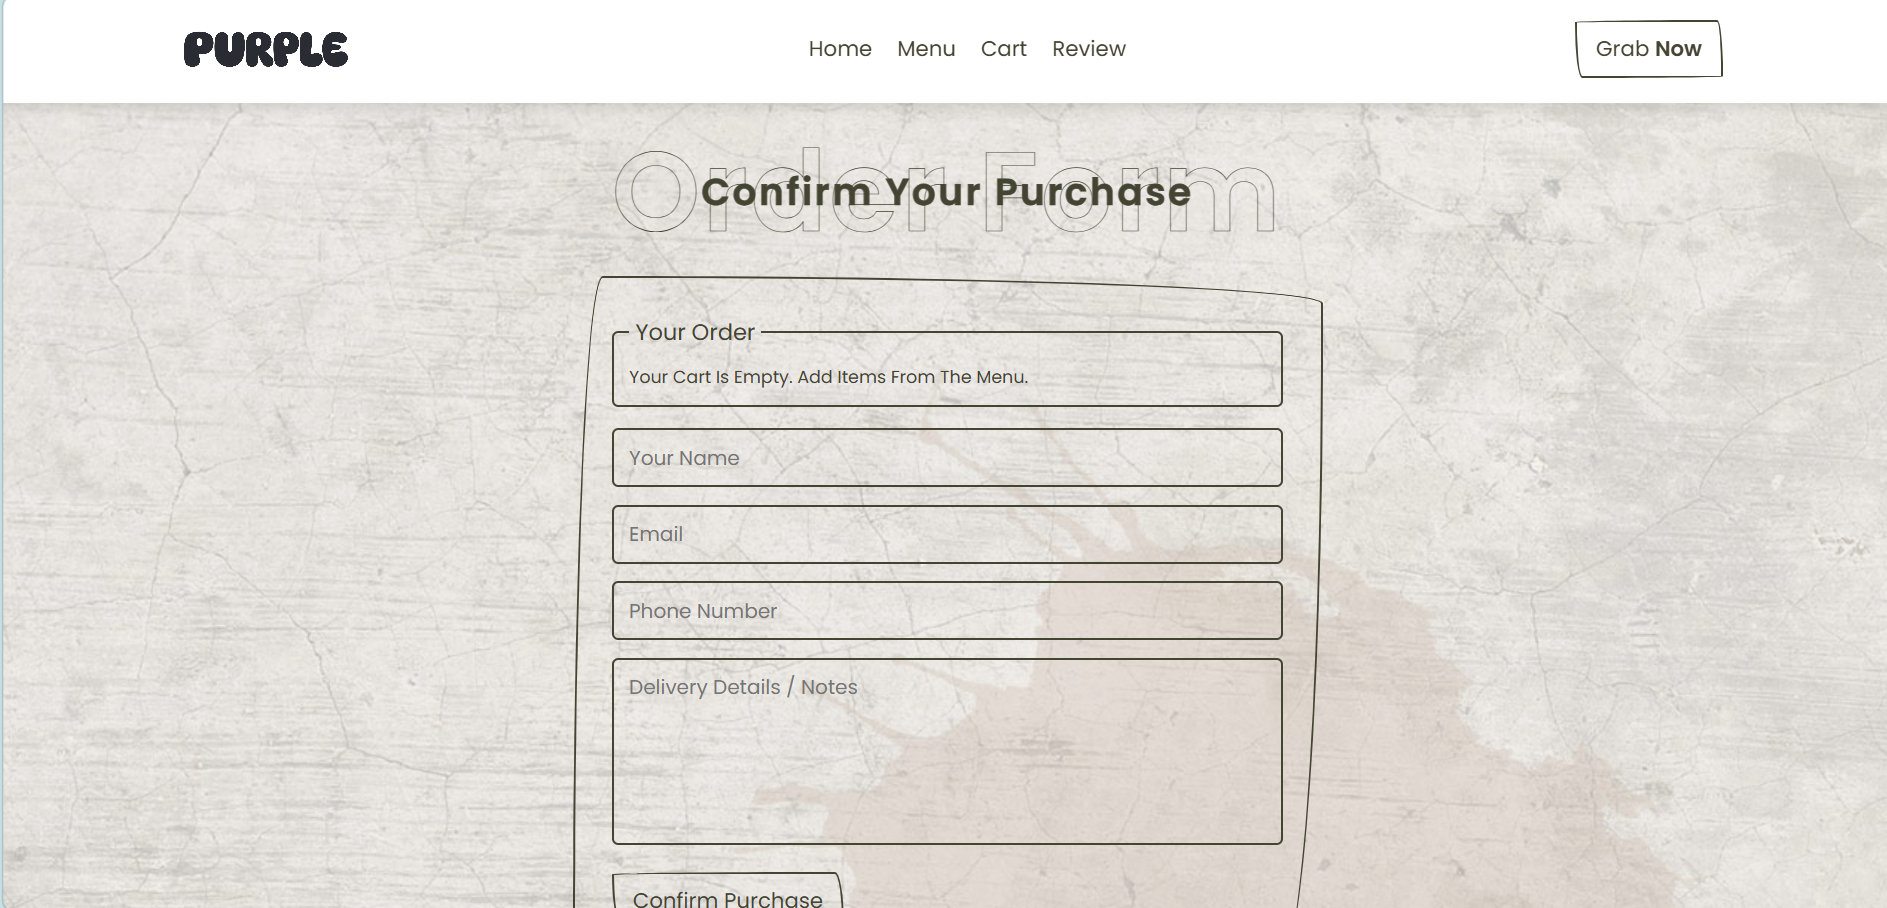 PURPLE
Home Menu Cart Review
Grab Now
Order Form
Confirm Your Purchase
Your Order
Your Cart Is Empty. Add Items From The Menu.
Your Name
Email
Phone Number
Delivery Details / Notes
Confirm Purchase